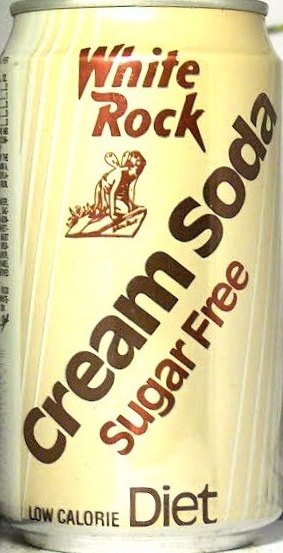 White
Rock
cream soda
sugar Free
LOW CALORIE Diet